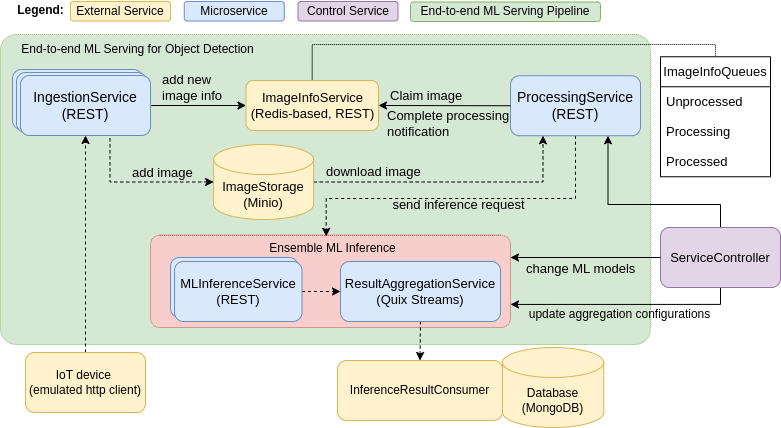 Legend:
External Service
Microservice
Control Service
End-to-end ML Serving Pipeline
End-to-end ML Serving for Object Detection
IngestionService
(REST)
add new
image info
ImageInfoService
(Redis-based, REST)
Claim image
Complete processing
notification
ProcessingService
(REST)
ImageInfoQueues
Unprocessed
Processing
Processed
add image
ImageStorage
(Minio)
download image
send inference request
Ensemble ML Inference
MLInferenceService
(REST)
ResultAggregationService
(Quix Streams)
ServiceController
change ML models
update aggregation configurations
IoT device
(emulated http client)
InferenceResultConsumer
Database
(MongoDB)